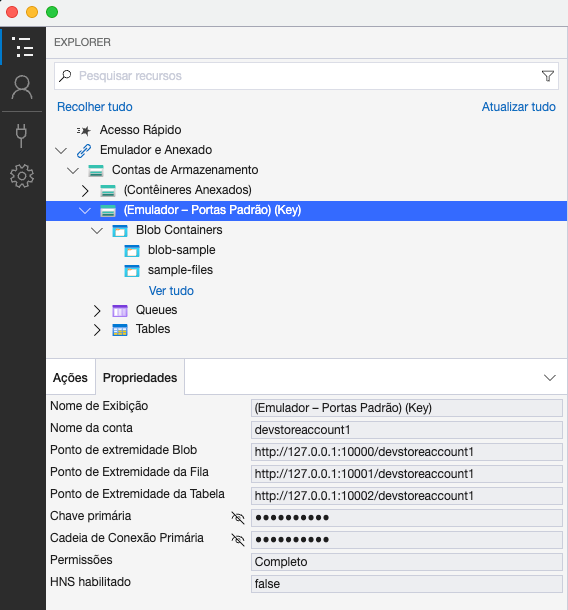 EXPLORER
Pesquisar recursos
Recolher tudo Atualizar tudo
Acesso Rápido
Emulador e Anexado
Contas de Armazenamento
(Contêineres Anexados)
(Emulador – Portas Padrão) (Key)
Blob Containers
blob-sample
sample-files
Ver tudo
Queues
Tables
Ações Propriedades
Nome de Exibição (Emulador – Portas Padrão) (Key)
Nome da conta devstoreaccount1
Ponto de extremidade Blob http://127.0.0.1:10000/devstoreaccount1
Ponto de Extremidade da Fila http://127.0.0.1:10001/devstoreaccount1
Ponto de Extremidade da Tabela http://127.0.0.1:10002/devstoreaccount1
Chave primária ●●●●●●●●●●
Cadeia de Conexão Primária ●●●●●●●●●●
Permissões Completo
HNS habilitado false